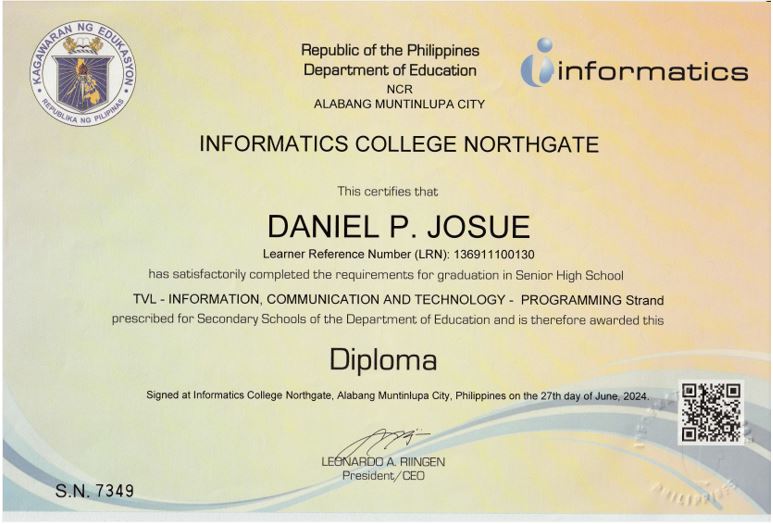 KAGAWARAN NG EDUKASYON
REPUBLIKA NG PILIPINAS
Republic of the Philippines
Department of Education
NCR
ALABANG MUNTINLUPA CITY
informatics
INFORMATICS COLLEGE NORTHGATE
This certifies that
DANIEL P. JOSUE
Learner Reference Number (LRN): 136911100130
has satisfactorily completed the requirements for graduation in Senior High School
TVL - INFORMATION, COMMUNICATION AND TECHNOLOGY - PROGRAMMING Strand
prescribed for Secondary Schools of the Department of Education and is therefore awarded this
Diploma
Signed at Informatics College Northgate, Alabang Muntinlupa City, Philippines on the 27th day of June, 2024.
LEONARDO A. RIINGEN
President/CEO
S.N. 7349
PHILIPPINES